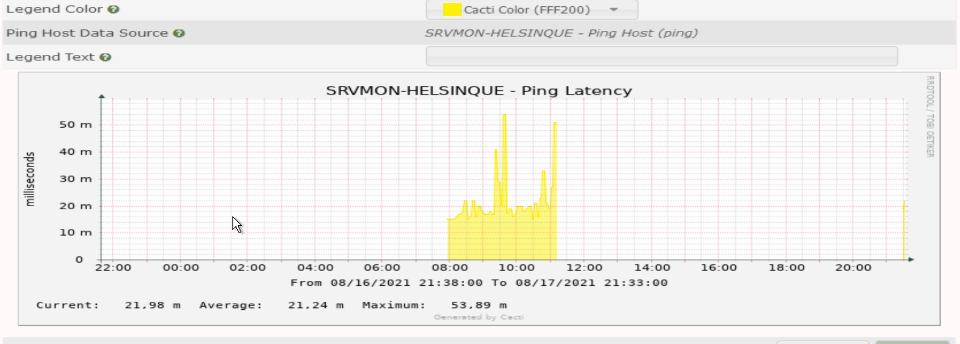 Legend Color
Cacti Color (FFF200)
Ping Host Data Source
SRVMON-HELSINQUE - Ping Host (ping)
Legend Text
SRVMON-HELSINQUE - Ping Latency
RRDTOOL / TOBI OETIKER
milliseconds
50 m
40 m
30 m
20 m
10 m
0
22:00 00:00 02:00 04:00 06:00 08:00 10:00 12:00 14:00 16:00 18:00 20:00
From 08/16/2021 21:38:00 To 08/17/2021 21:33:00
Current: 21,98 m Average: 21,24 m Maximum: 53,89 m
Generated by Cacti